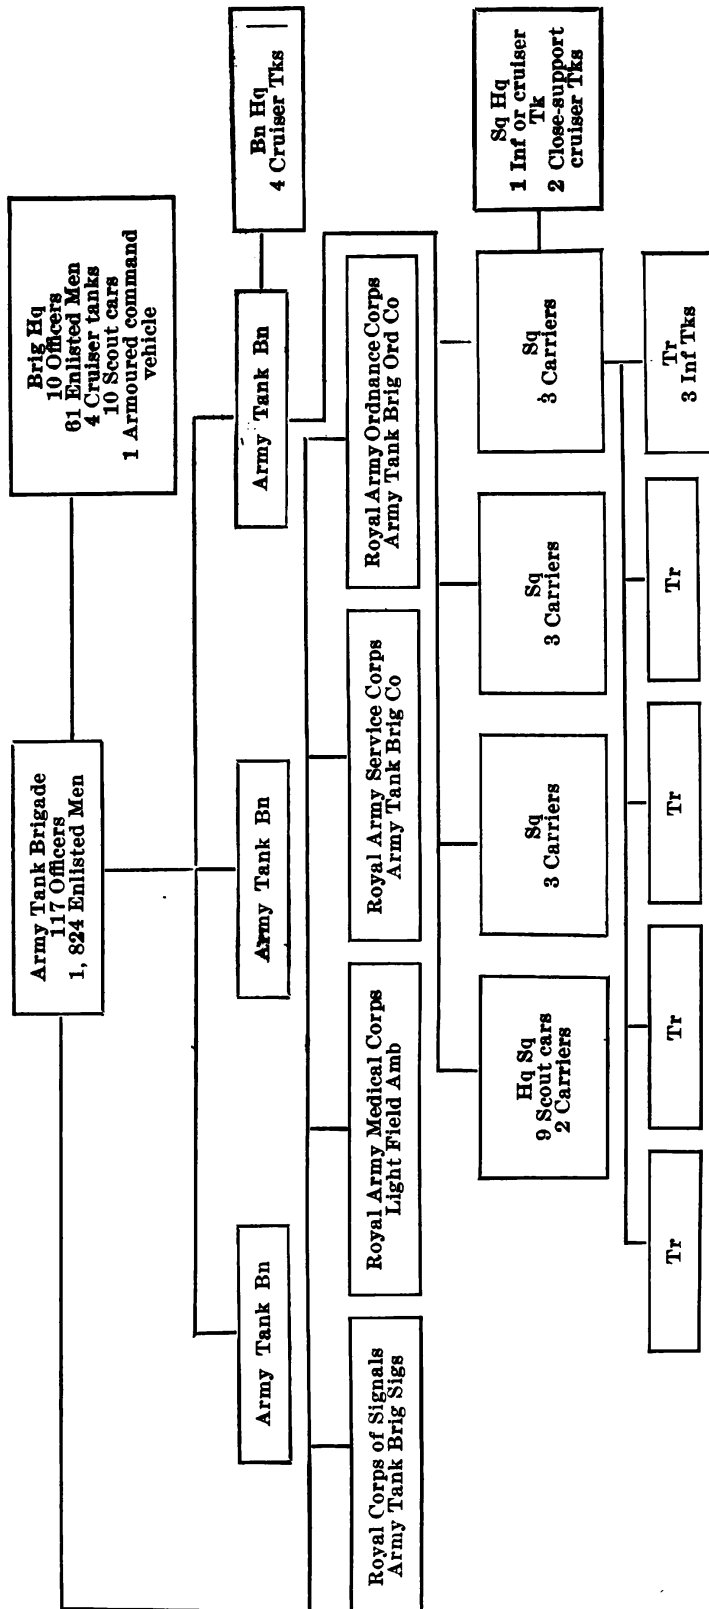 Army Tank Brigade
117 Officers
1, 824 Enlisted Men
Brig Hq
10 Officers
61 Enlisted Men
4 Cruiser tanks
10 Scout cars
1 Armoured command
vehicle
Army Tank Bn
Army Tank Bn
Army Tank Bn
Bn Hq
4 Cruiser Tks
Royal Corps of Signals
Army Tank Brig Sigs
Royal Army Medical Corps
Light Field Amb
Royal Army Service Corps
Army Tank Brig Co
Royal Army Ordnance Corps
Army Tank Brig Ord Co
Hq Sq
9 Scout cars
2 Carriers
Sq
3 Carriers
Sq
3 Carriers
Sq
3 Carriers
Sq Hq
1 Inf or cruiser
Tk
2 Close-support
cruiser Tks
Tr
Tr
Tr
Tr
Tr
3 Inf Tks